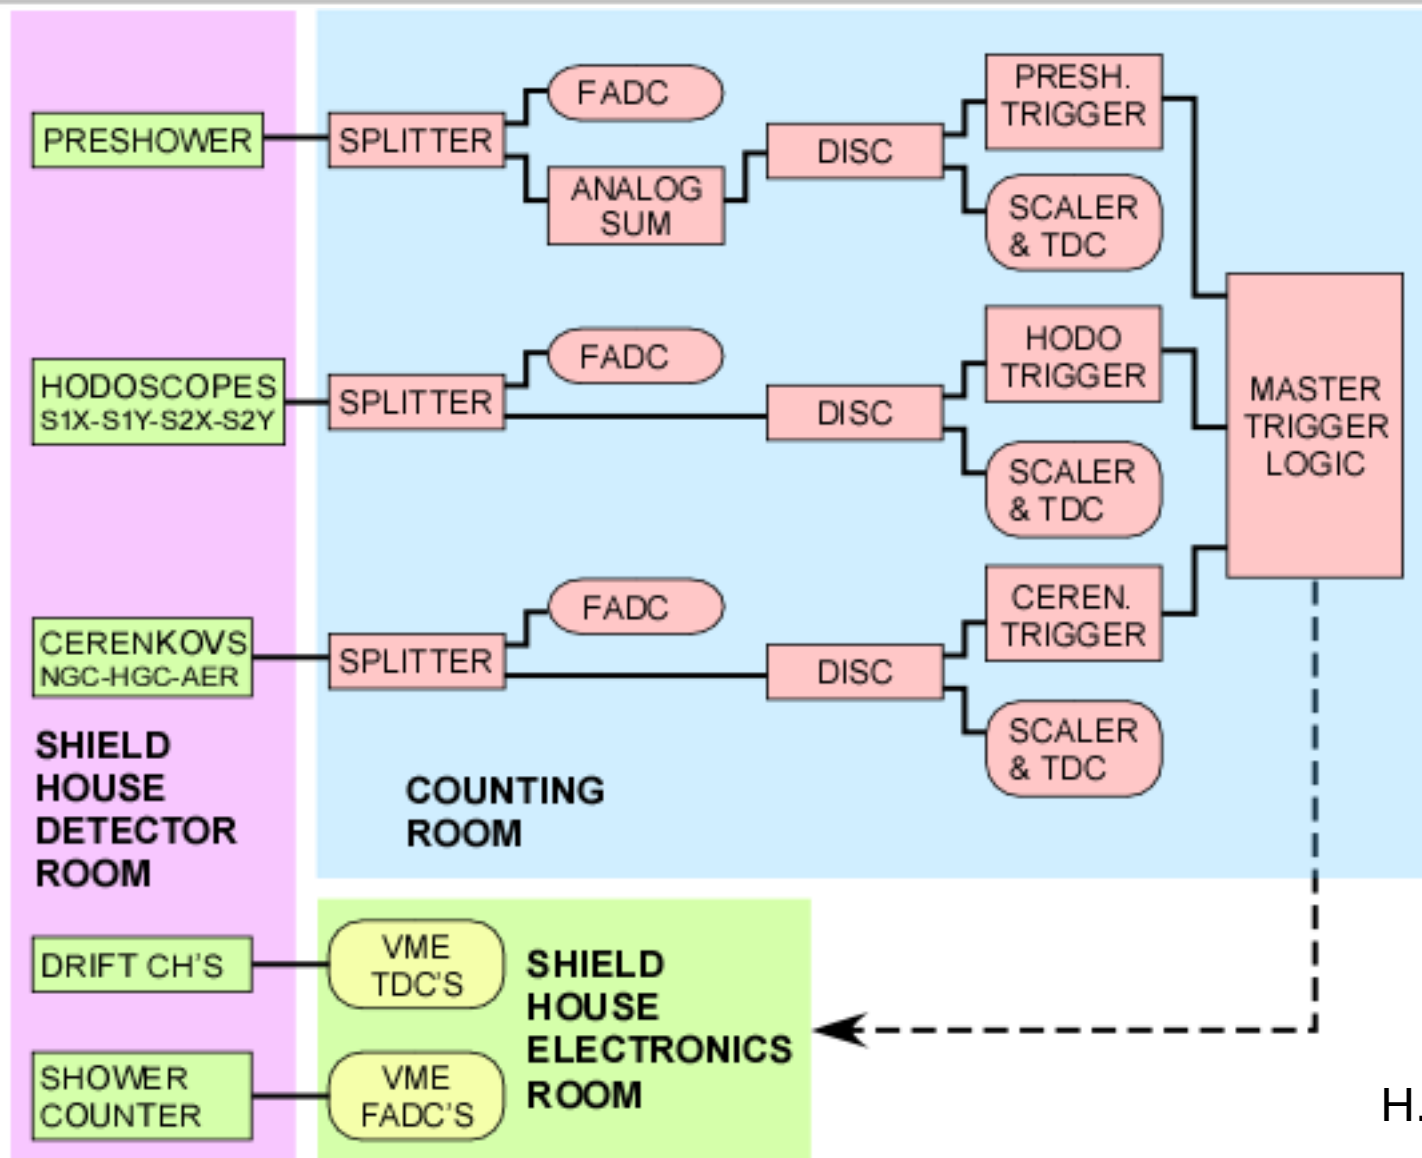 PRESHOWER
SPLITTER
FADC
ANALOG
SUM
DISC
PRESH.
TRIGGER
SCALER
& TDC
HODOSCOPES
S1X-S1Y-S2X-S2Y
SPLITTER
FADC
DISC
HODO
TRIGGER
SCALER
& TDC
MASTER
TRIGGER
LOGIC
CERENKOVS
NGC-HGC-AER
SPLITTER
FADC
DISC
CEREN.
TRIGGER
SCALER
& TDC
SHIELD
HOUSE
DETECTOR
ROOM
COUNTING
ROOM
DRIFT CH'S
VME
TDC'S
SHOWER
COUNTER
VME
FADC'S
SHIELD
HOUSE
ELECTRONICS
ROOM
H.